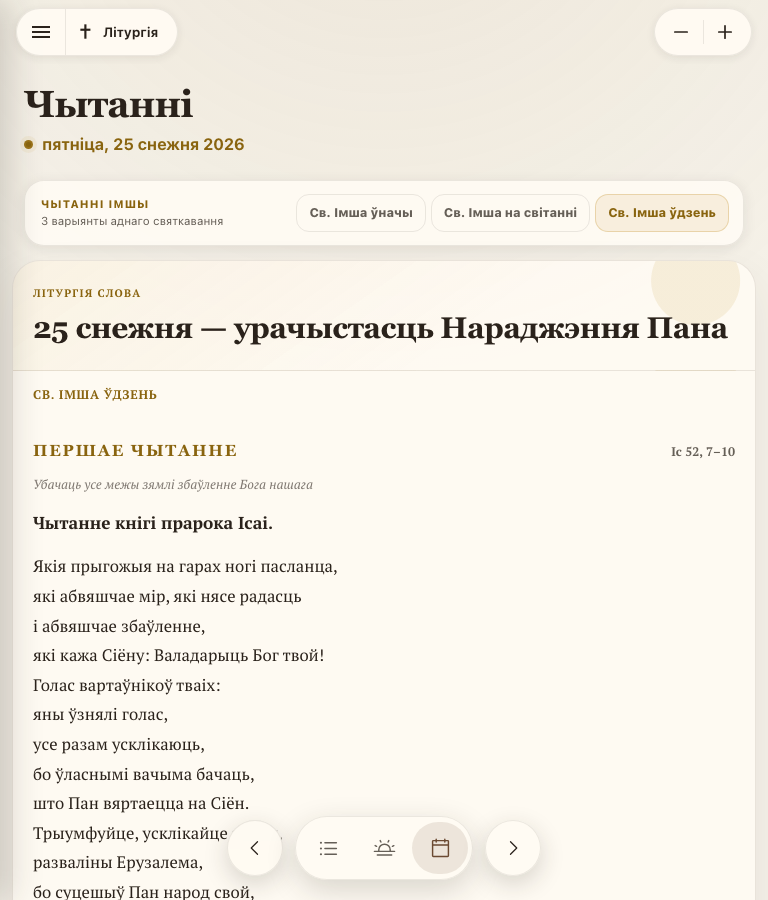 Літургія
Чытанні
пятніца, 25 снежня 2026
ЧЫТАННІ ІМШЫ
3 варыянты аднаго святкавання
Св. Імша ўначы
Св. Імша на світанні
Св. Імша ўдзень
ЛІТУРГІЯ СЛОВА
25 снежня — урачыстасць Нараджэння Пана
СВ. ІМША ЎДЗЕНЬ
ПЕРШАЕ ЧЫТАННЕ
Іс 52, 7–10
Убачаць усе межы зямлі збаўленне Бога нашага
Чытанне кнігі прарока Ісаі.
Якія прыгожыя на гарах ногі пасланца,
які абвяшчае мір, які нясе радасць
і абвяшчае збаўленне,
які кажа Сіёну: Валадарыць Бог твой!
Голас вартаўнікоў тваіх:
яны ўзнялі голас,
усе разам усклікаюць,
бо ўласнымі вачыма бачаць,
што Пан вяртаецца на Сіён.
Трыумфуйце, усклікайце
разваліны Ерузалема,
бо суцешыў Пан народ свой,